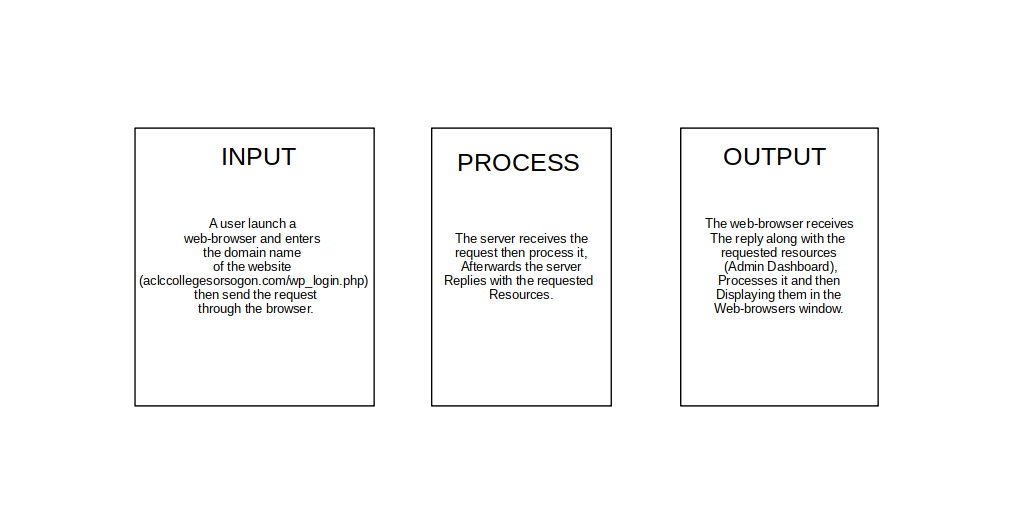 INPUT
A user launch a
web-browser and enters
the domain name
of the website
(aclccollegesorsogon.com/wp_login.php)
then send the request
through the browser.
PROCESS
The server receives the
request then process it,
Afterwards the server
Replies with the requested
Resources.
OUTPUT
The web-browser receives
The reply along with the
requested resources
(Admin Dashboard),
Processes it and then
Displaying them in the
Web-browsers window.